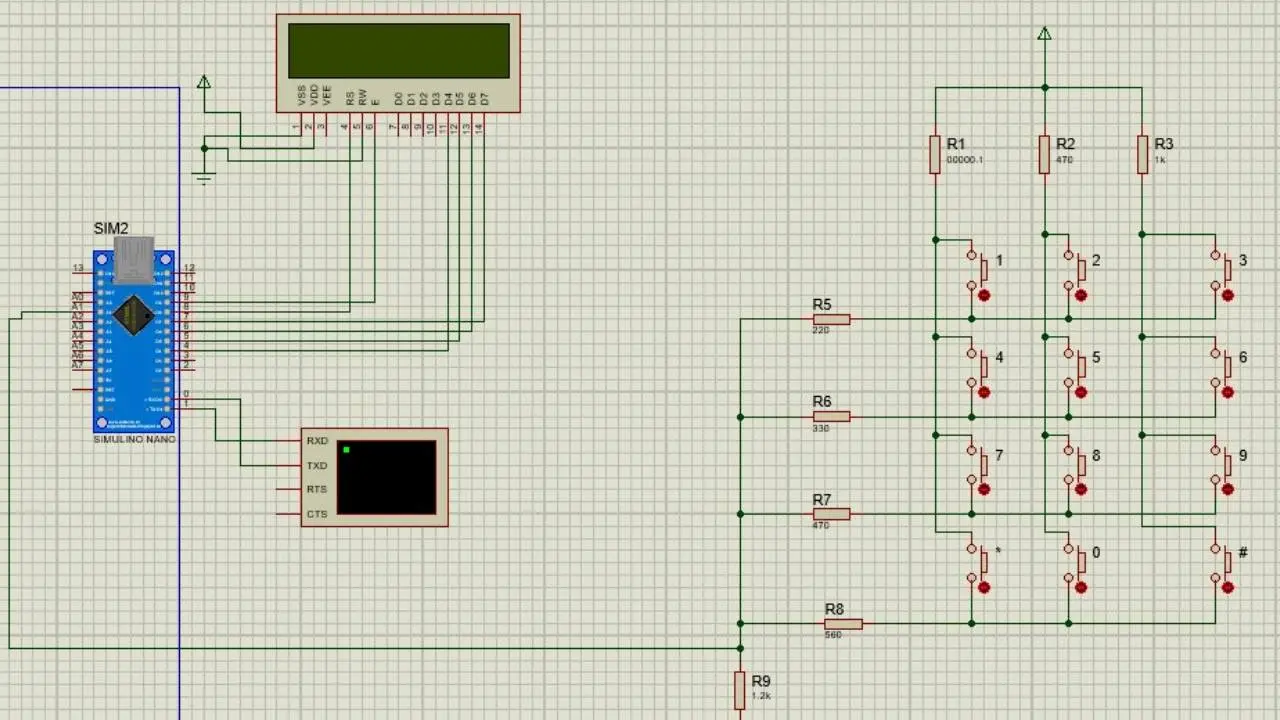 VSS
VDD
VEE
RS
RW
E
D0
D1
D2
D3
D4
D5
D6
D7
1
2
3
4
5
6
7
8
9
10
11
12
13
14
SIM2
13
12
11
10
9
8
7
6
5
4
3
2
0
1
A0
A1
A2
A3
A4
A5
A6
A7
SIMULINO NANO
RXD
TXD
RTS
CTS
R1
00000.1
R2
470
R3
1k
1
2
3
R5
220
4
5
6
R6
330
7
8
9
R7
470
*
0
#
R8
560
R9
1.2k